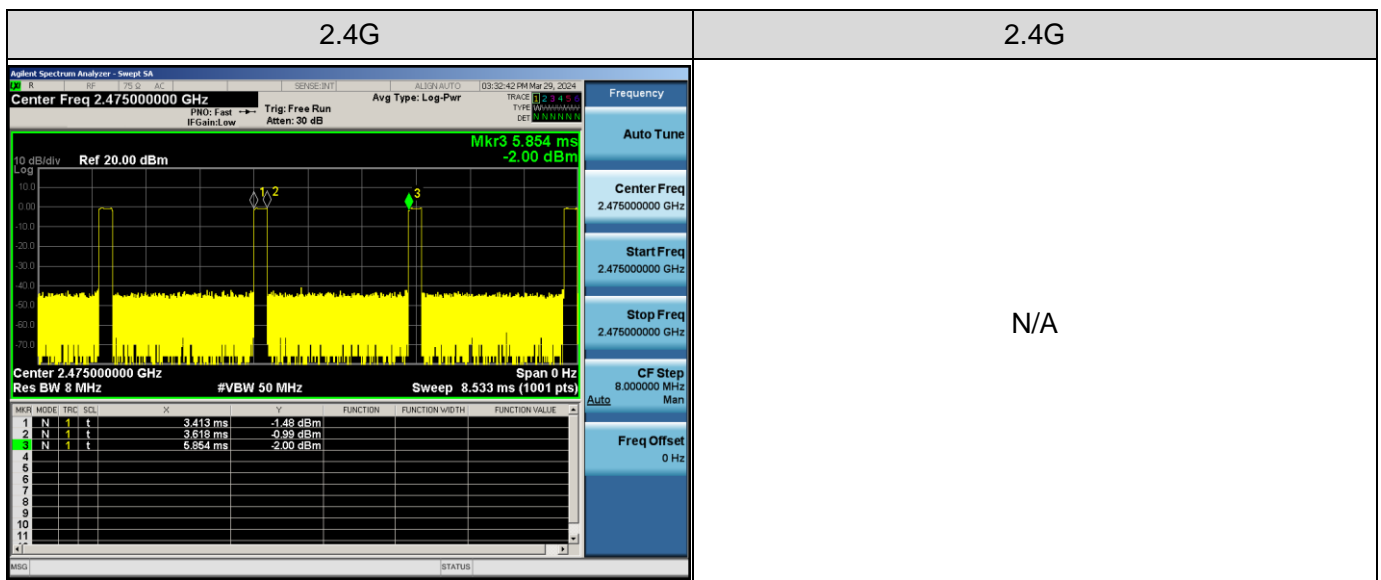 2.4G 2.4G
Agilent Spectrum Analyzer - Swept SA
R RF 75 Ω AC SENSE:INT ALIGN AUTO 03:32:42 PM Mar 29, 2024
Center Freq 2.475000000 GHz
PNO: Fast
IFGain:Low
Trig: Free Run
Atten: 30 dB
Avg Type: Log-Pwr
TRACE 1 2 3 4 5 6
TYPE
DET N N N N N N
Mkr3 5.854 ms
-2.00 dBm
10 dB/div Ref 20.00 dBm
Log
10.0
0.00
-10.0
-20.0
-30.0
-40.0
-50.0
-60.0
-70.0
1 2 3
Center 2.475000000 GHz Span 0 Hz
Res BW 8 MHz #VBW 50 MHz Sweep 8.533 ms (1001 pts)
MKR MODE TRC SCL X Y FUNCTION FUNCTION WIDTH FUNCTION VALUE
1 N 1 t 3.413 ms -1.48 dBm
2 N 1 t 3.618 ms -0.99 dBm
3 N 1 t 5.854 ms -2.00 dBm
4
5
6
7
8
9
10
11
MSG STATUS
Frequency
Auto Tune
Center Freq
2.475000000 GHz
Start Freq
2.475000000 GHz
Stop Freq
2.475000000 GHz
CF Step
8.000000 MHz
Auto Man
Freq Offset
0 Hz
N/A